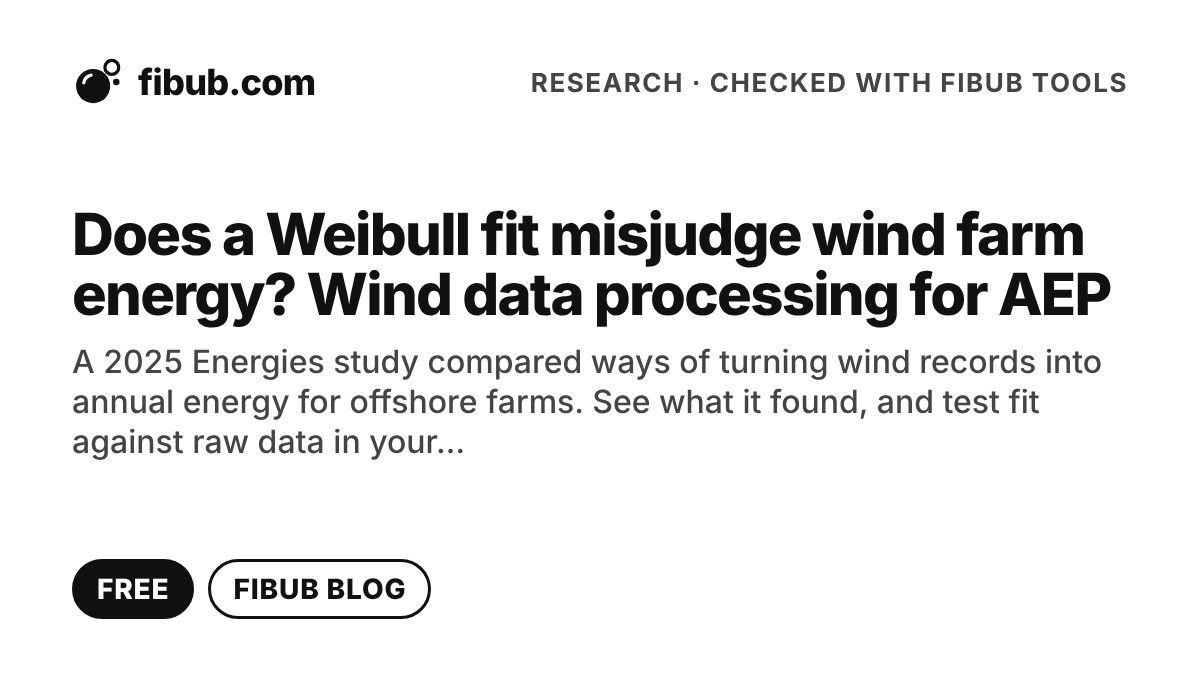 fibub.com
RESEARCH · CHECKED WITH FIBUB TOOLS
Does a Weibull fit misjudge wind farm
energy? Wind data processing for AEP
A 2025 Energies study compared ways of turning wind records into
annual energy for offshore farms. See what it found, and test fit
against raw data in your...
FREE
FIBUB BLOG